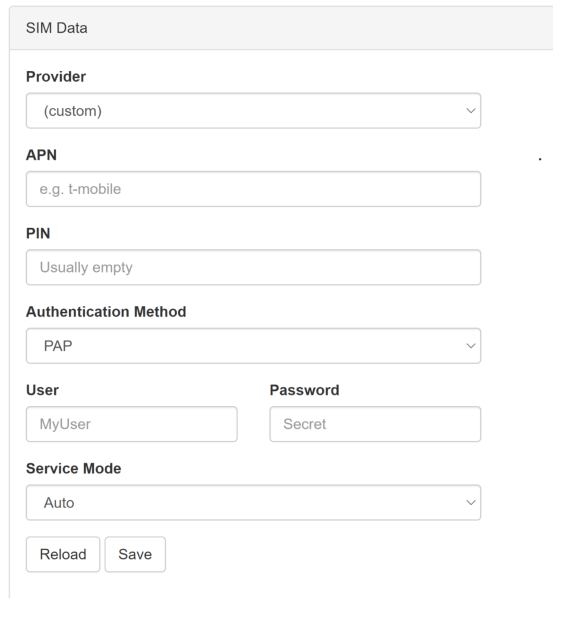 SIM Data
Provider
(custom)
APN
e.g. t-mobile
PIN
Usually empty
Authentication Method
PAP
User Password
MyUser Secret
Service Mode
Auto
Reload Save